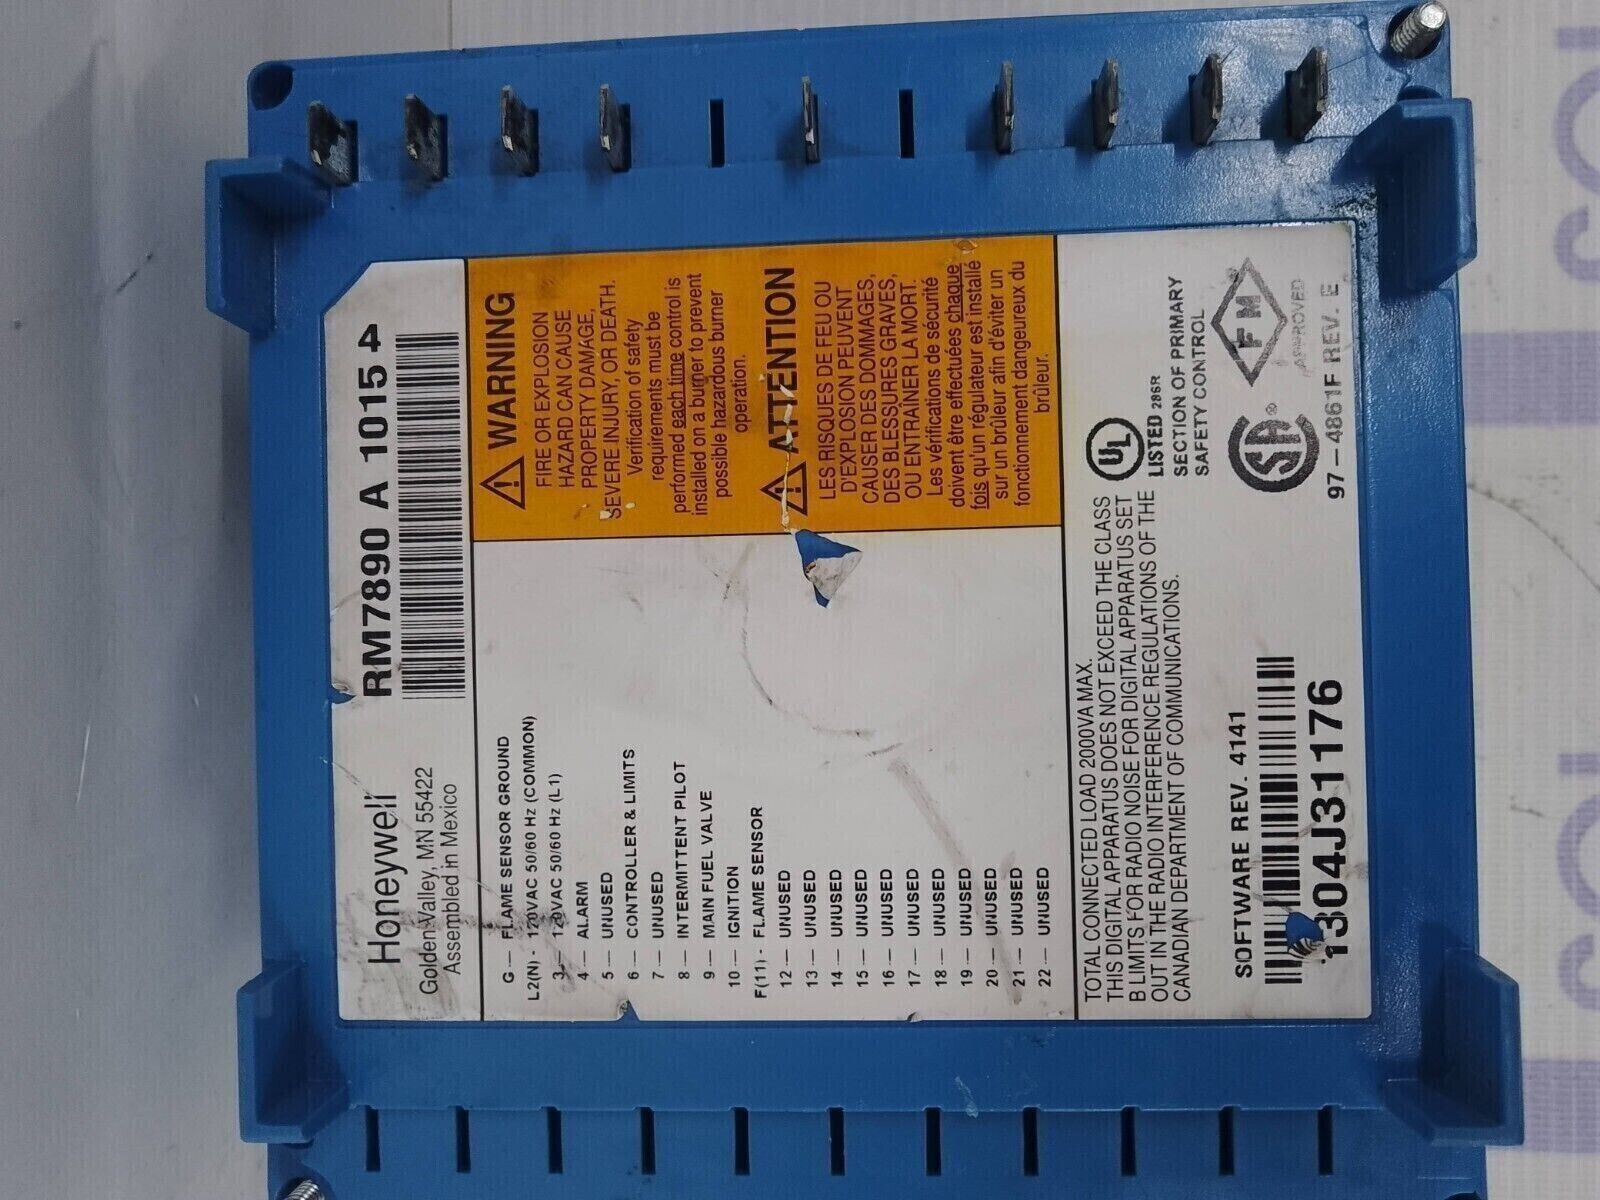 Honeywell
Golden Valley, MN 55422
Assembled in Mexico
RM7890 A 1015 4
G — FLAME SENSOR GROUND
L2(N) - 120VAC 50/60 Hz (COMMON)
3 — 120VAC 50/60 Hz (L1)
4 — ALARM
5 — UNUSED
6 — CONTROLLER & LIMITS
7 — UNUSED
8 — INTERMITTENT PILOT
9 — MAIN FUEL VALVE
10 — IGNITION
F(11) - FLAME SENSOR
12 — UNUSED
13 — UNUSED
14 — UNUSED
15 — UNUSED
16 — UNUSED
17 — UNUSED
18 — UNUSED
19 — UNUSED
20 — UNUSED
21 — UNUSED
22 — UNUSED
WARNING
FIRE OR EXPLOSION
HAZARD CAN CAUSE
PROPERTY DAMAGE,
SEVERE INJURY, OR DEATH.
Verification of safety
requirements must be
performed each time control is
installed on a burner to prevent
possible hazardous burner
operation.
ATTENTION
LES RISQUES DE FEU OU
D'EXPLOSION PEUVENT
CAUSER DES DOMMAGES,
DES BLESSURES GRAVES,
OU ENTRAÎNER LA MORT.
Les vérifications de sécurité
doivent être effectuées chaque
fois qu'un régulateur est installé
sur un brûleur afin d'éviter un
fonctionnement dangeureux du
brûleur.
TOTAL CONNECTED LOAD 2000VA MAX.
THIS DIGITAL APPARATUS DOES NOT EXCEED THE CLASS
B LIMITS FOR RADIO NOISE FOR DIGITAL APPARATUS SET
OUT IN THE RADIO INTERFERENCE REGULATIONS OF THE
CANADIAN DEPARTMENT OF COMMUNICATIONS.
UL
LISTED 286R
SECTION OF PRIMARY
SAFETY CONTROL
SOFTWARE REV. 4141
1304J31176
SA ®
FM
APPROVED
97-4861F REV. E